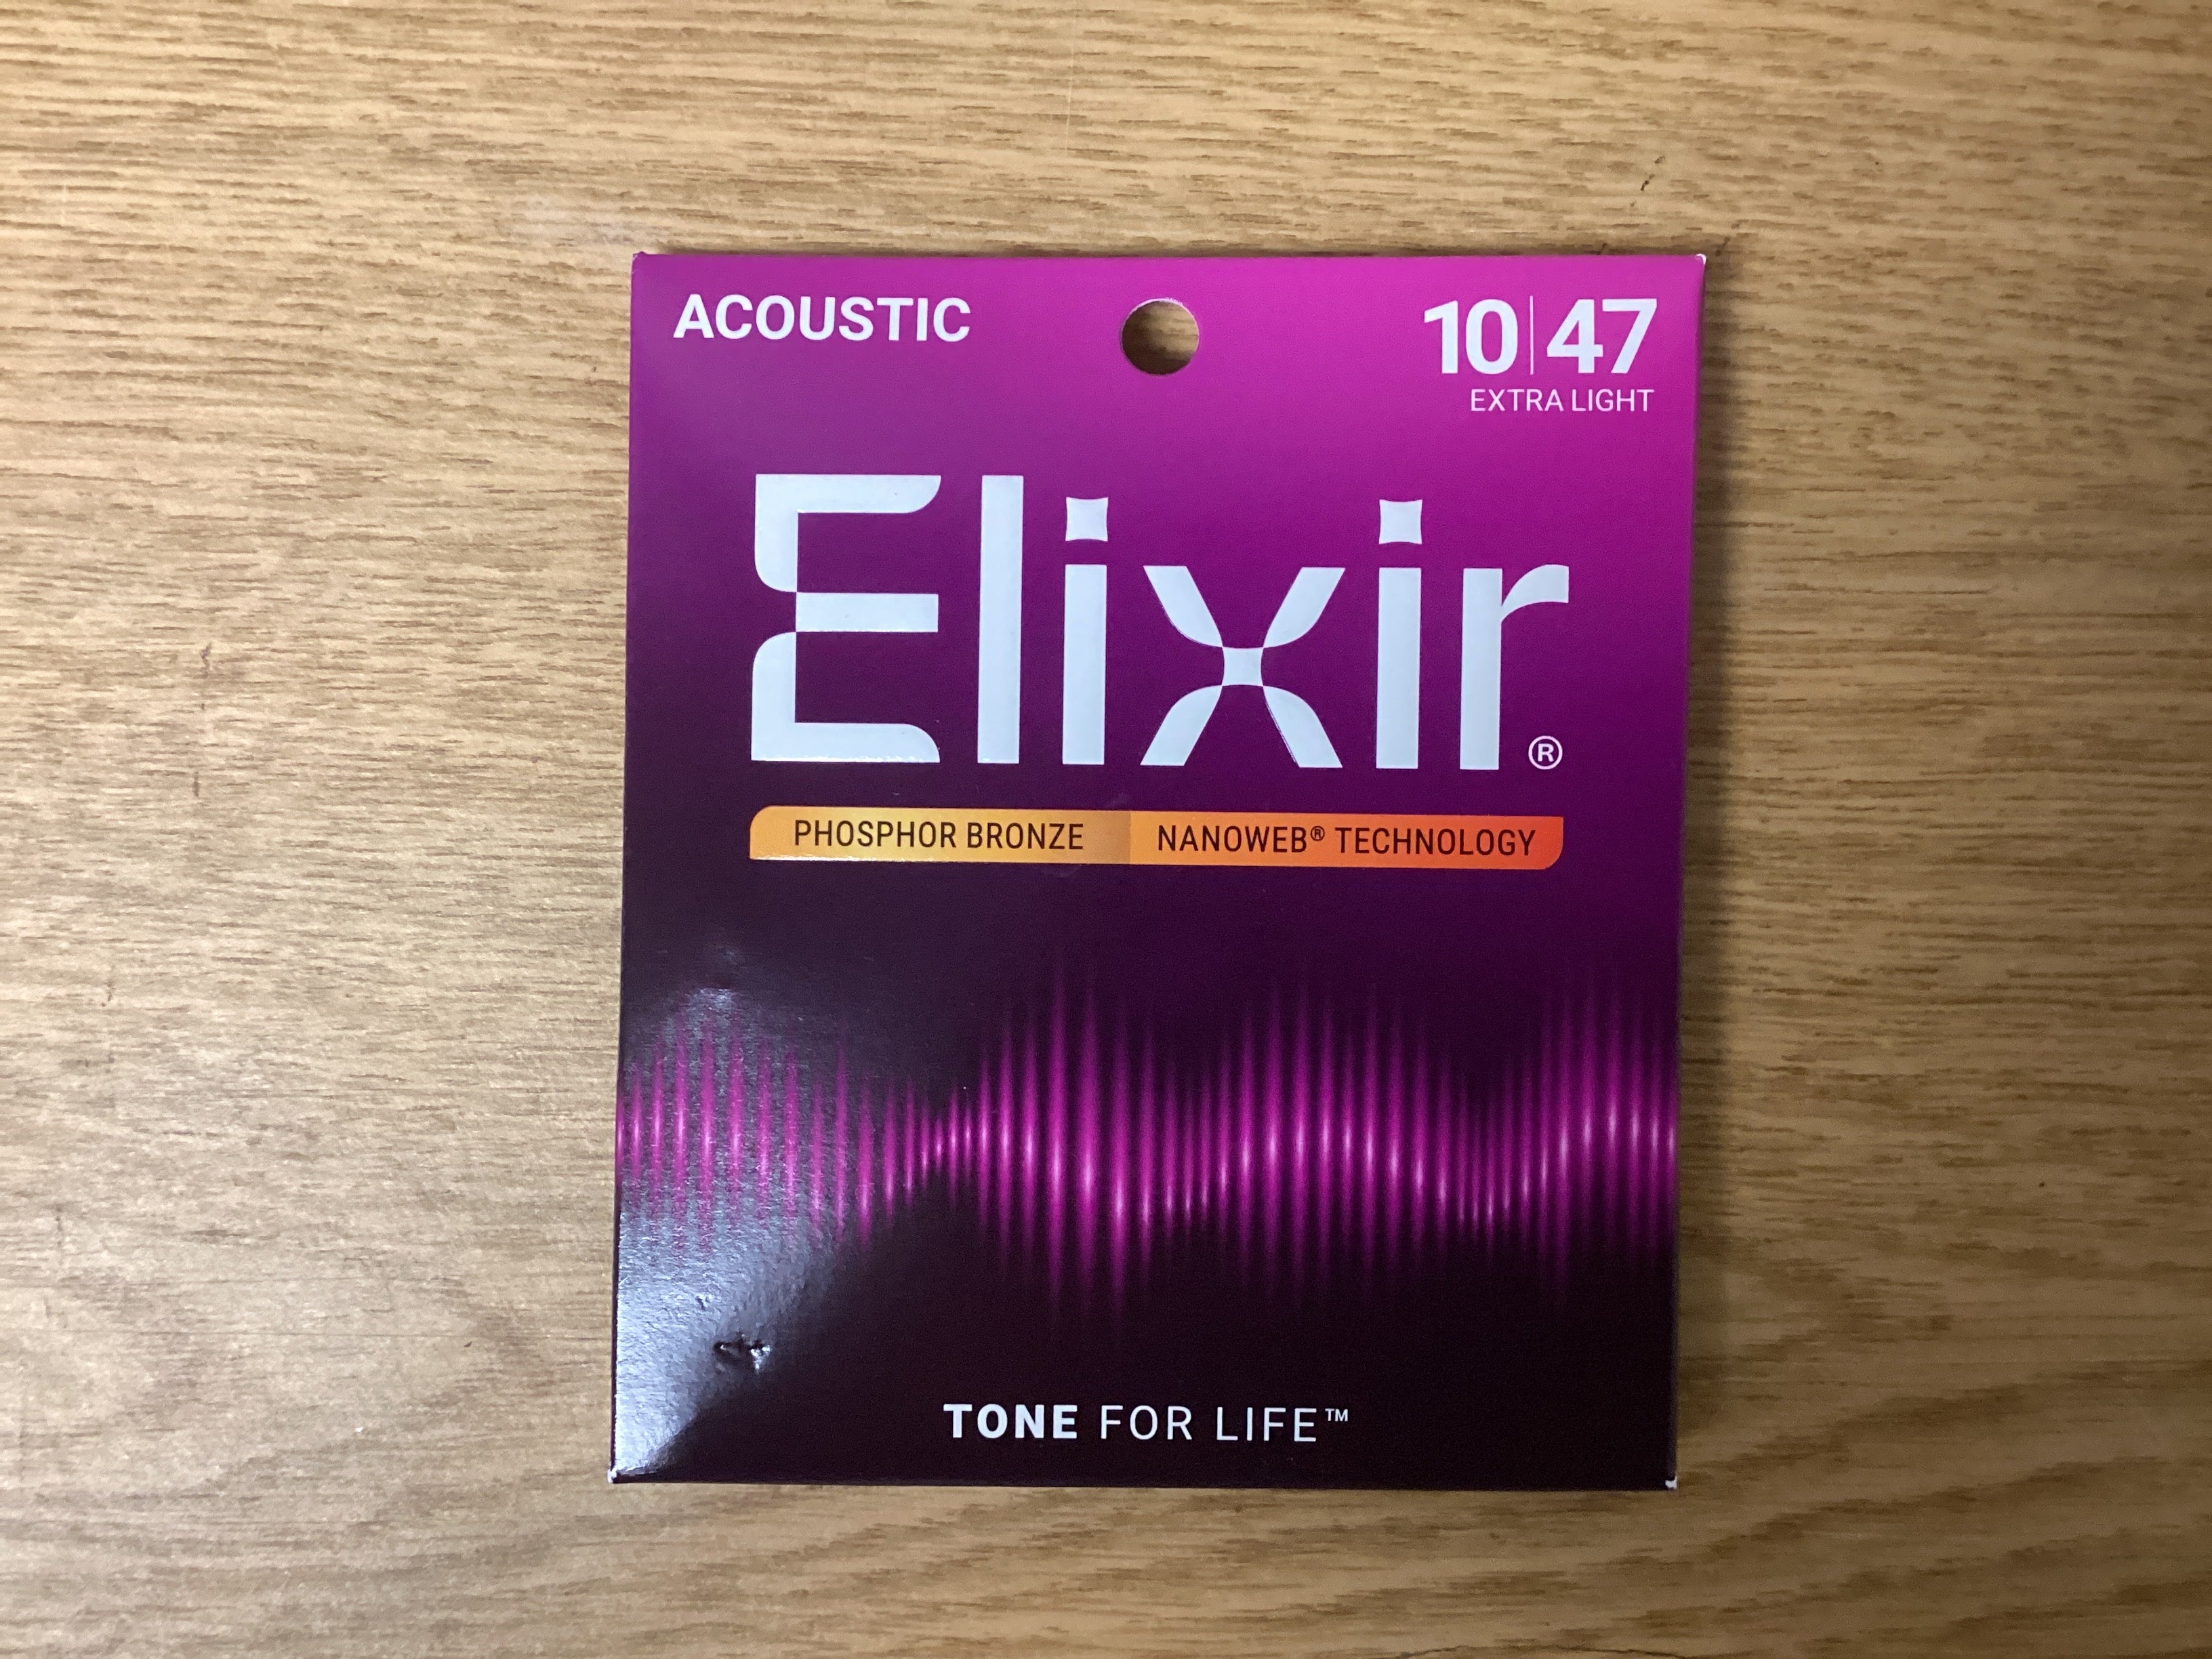 ACOUSTIC
10|47
EXTRA LIGHT
Elixir®
PHOSPHOR BRONZE NANOWEB® TECHNOLOGY
TONE FOR LIFE™